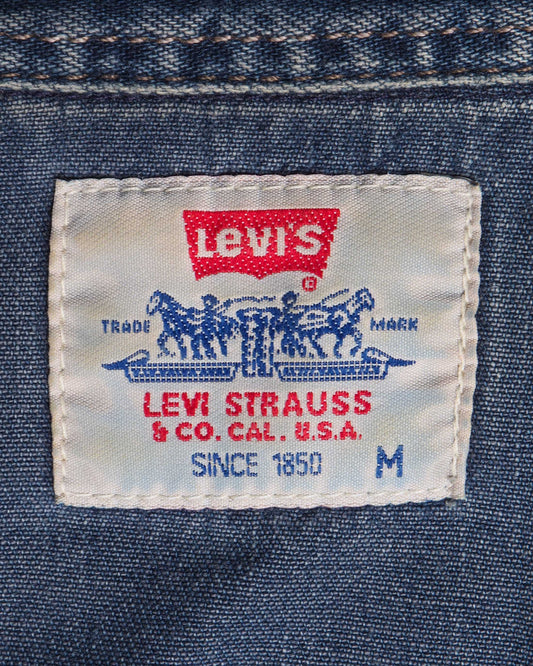 LEVI'S
®
TRADE MARK
LEVI STRAUSS
& CO. CAL. U.S.A.
SINCE 1850 M